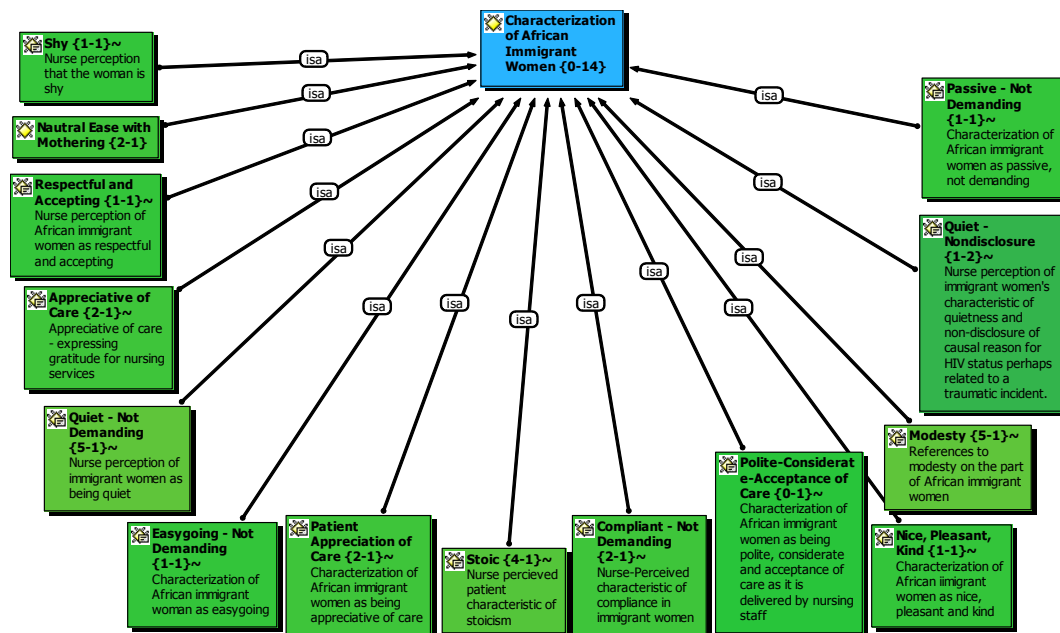 Characterization
of African
Immigrant
Women {0-14}
Shy {1-1}~
Nurse perception
that the woman is
shy
isa
Nautral Ease with
Mothering {2-1}
isa
Respectful and
Accepting {1-1}~
Nurse perception of
African immigrant
women as respectful
and accepting
isa
Appreciative of
Care {2-1}~
Appreciative of care
- expressing
gratitude for nursing
services
isa
Quiet - Not
Demanding
{5-1}~
Nurse perception of
immigrant women as
being quiet
isa
Easygoing - Not
Demanding
{1-1}~
Characterization of
African immigrant
woman as easygoing
isa
Patient
Appreciation of
Care {2-1}~
Characterization of
African immigrant
women as being
appreciative of care
isa
Stoic {4-1}~
Nurse percieved
patient
characteristic of
stoicism
isa
Compliant - Not
Demanding
{2-1}~
Nurse-Perceived
characteristic of
compliance in
immigrant women
isa
Polite-Considerat
e-Acceptance of
Care {0-1}~
Characterization of
African immigrant
women as being
polite, considerate
and acceptance of
care as it is
delivered by nursing
staff
isa
Nice, Pleasant,
Kind {1-1}~
Characterization of
African iimigrant
women as nice,
pleasant and kind
isa
Modesty {5-1}~
References to
modesty on the part
of African immigrant
women
isa
Quiet -
Nondisclosure
{1-2}~
Nurse perception of
immigrant women's
characteristic of
quietness and
non-disclosure of
causal reason for
HIV status perhaps
related to a
traumatic incident.
isa
Passive - Not
Demanding
{1-1}~
Characterization of
African immigrant
women as passive,
not demanding
isa